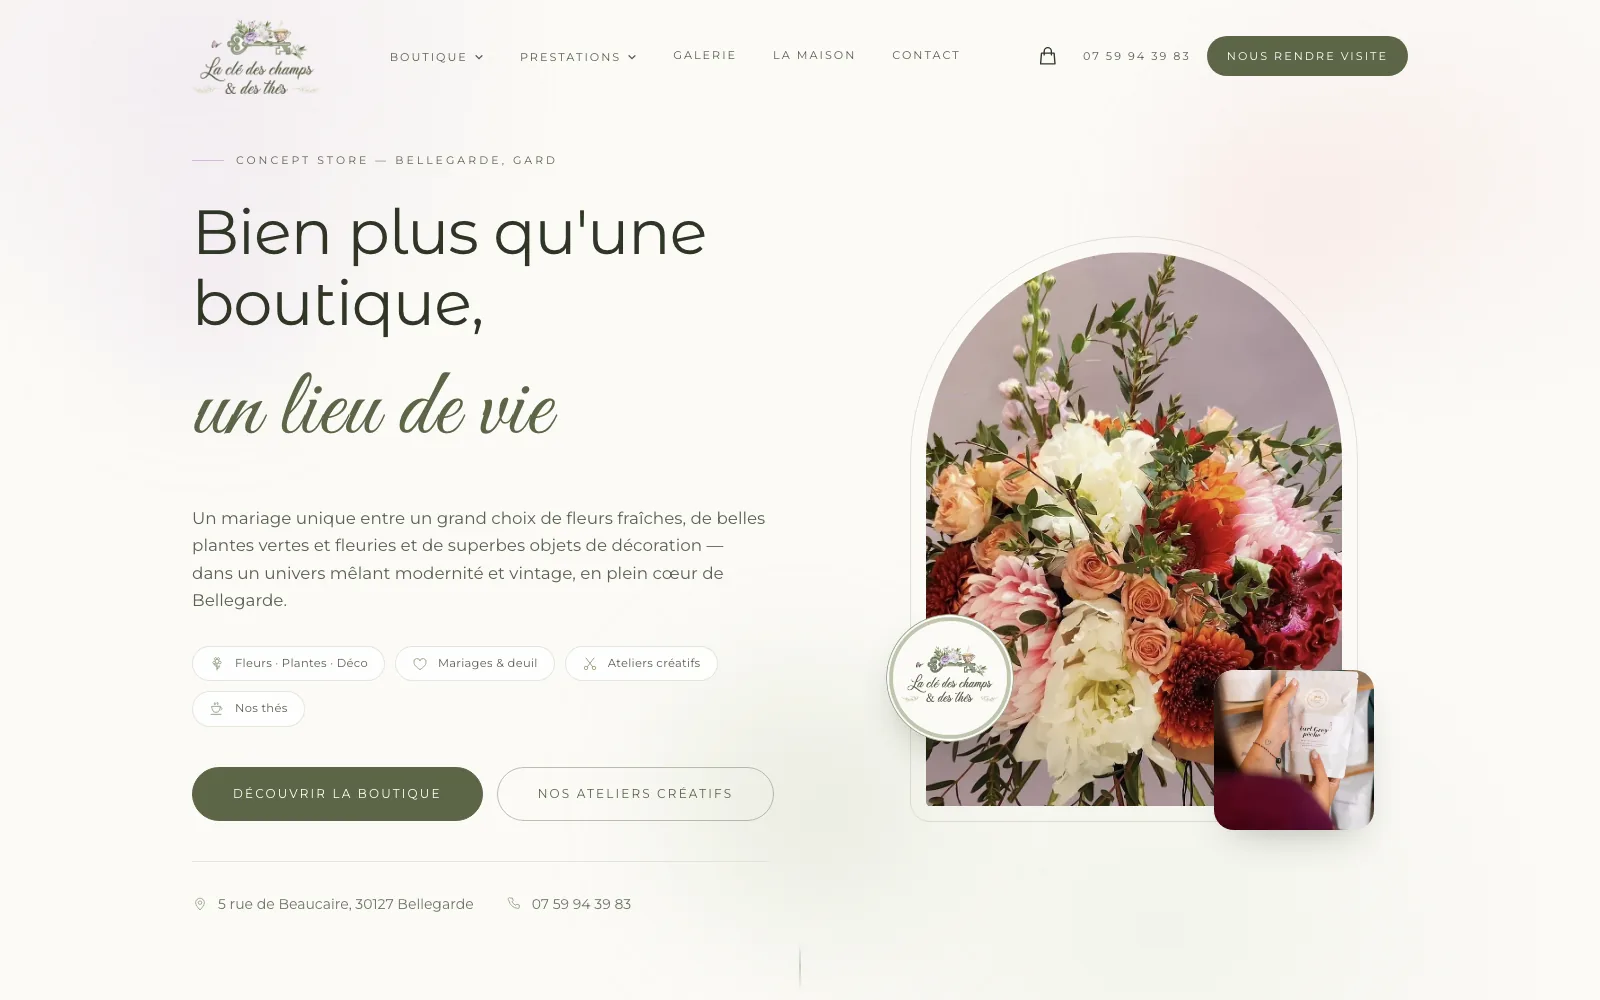 La clé des champs
& des thés
BOUTIQUE
PRESTATIONS
GALERIE
LA MAISON
CONTACT
07 59 94 39 83
NOUS RENDRE VISITE
CONCEPT STORE — BELLEGARDE, GARD
Bien plus qu'une
boutique,
un lieu de vie
Un mariage unique entre un grand choix de fleurs fraîches, de belles
plantes vertes et fleuries et de superbes objets de décoration —
dans un univers mêlant modernité et vintage, en plein cœur de
Bellegarde.
Fleurs · Plantes · Déco
Mariages & deuil
Ateliers créatifs
Nos thés
DÉCOUVRIR LA BOUTIQUE
NOS ATELIERS CRÉATIFS
5 rue de Beaucaire, 30127 Bellegarde
07 59 94 39 83
La clé des champs
& des thés
Earl Grey
pêche